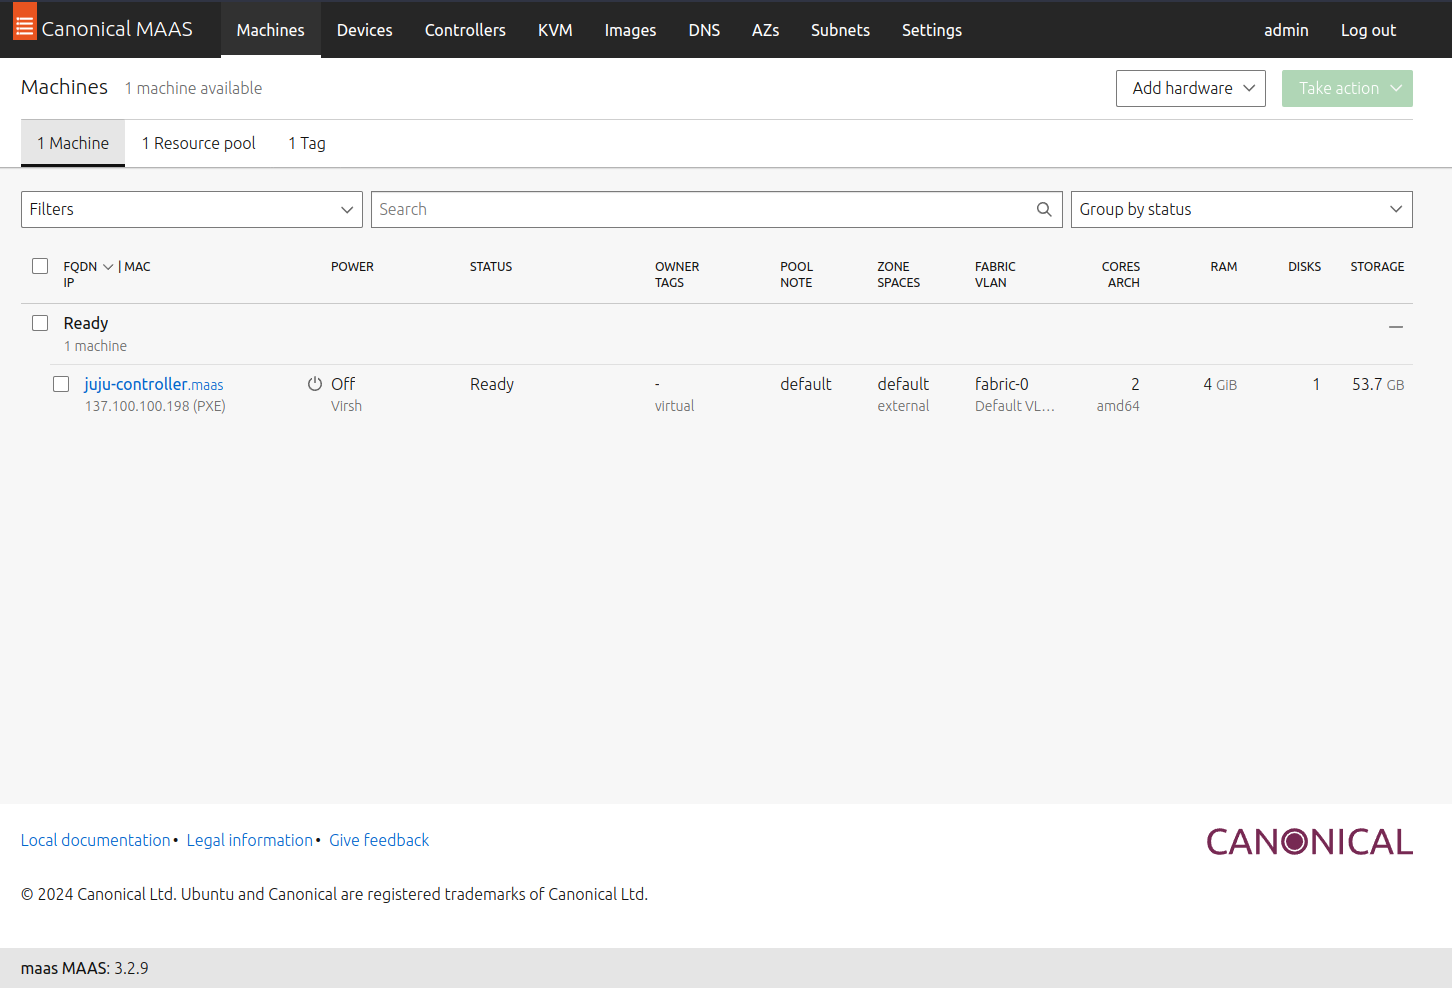 Canonical MAAS Machines Devices Controllers KVM Images DNS AZs Subnets Settings admin Log out
Machines 1 machine available Add hardware Take action
1 Machine 1 Resource pool 1 Tag
Filters Search Group by status
FQDN | MAC POWER STATUS OWNER POOL ZONE FABRIC CORES RAM DISKS STORAGE
IP TAGS NOTE SPACES VLAN ARCH
Ready
1 machine
juju-controller.maas Off Ready - default default fabric-0 2 4 GiB 1 53.7 GB
137.100.100.198 (PXE) Virsh virtual external Default VL... amd64
Local documentation • Legal information • Give feedback CANONICAL
© 2024 Canonical Ltd. Ubuntu and Canonical are registered trademarks of Canonical Ltd.
maas MAAS: 3.2.9